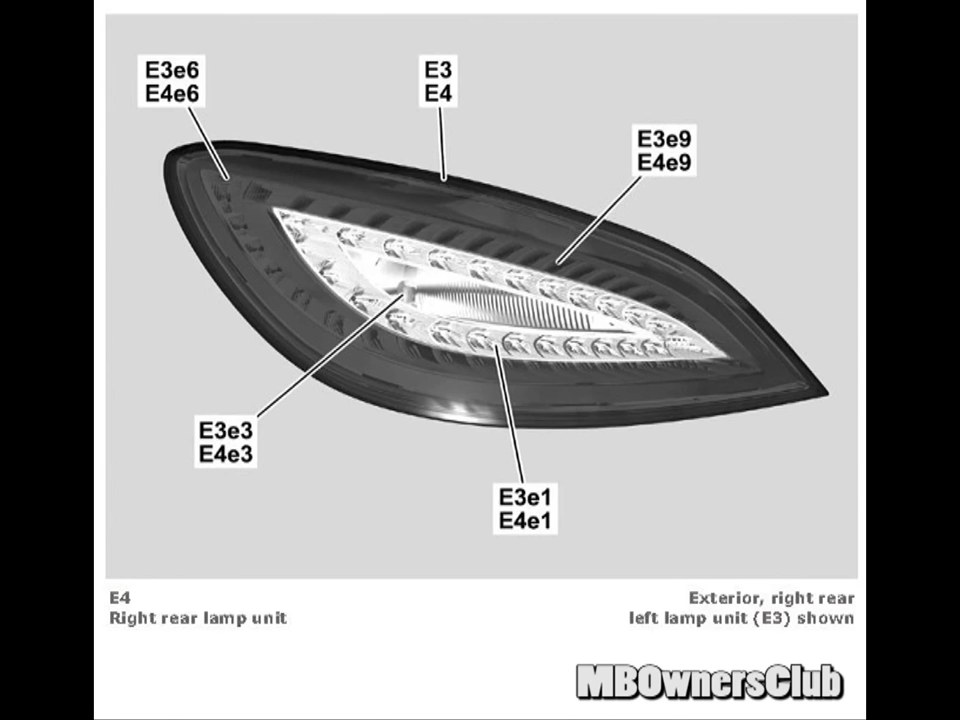 E3e6
E4e6
E3
E4
E3e9
E4e9
E3e3
E4e3
E3e1
E4e1
E4
Right rear lamp unit
Exterior, right rear
left lamp unit (E3) shown
MBOwnersClub